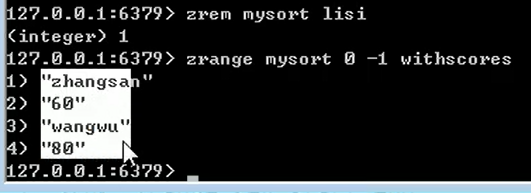 127.0.0.1:6379> zrem mysort lisi
(integer) 1
127.0.0.1:6379> zrange mysort 0 -1 withscores
1) "zhangsan"
2) "60"
3) "wangwu"
4) "80"
127.0.0.1:6379>